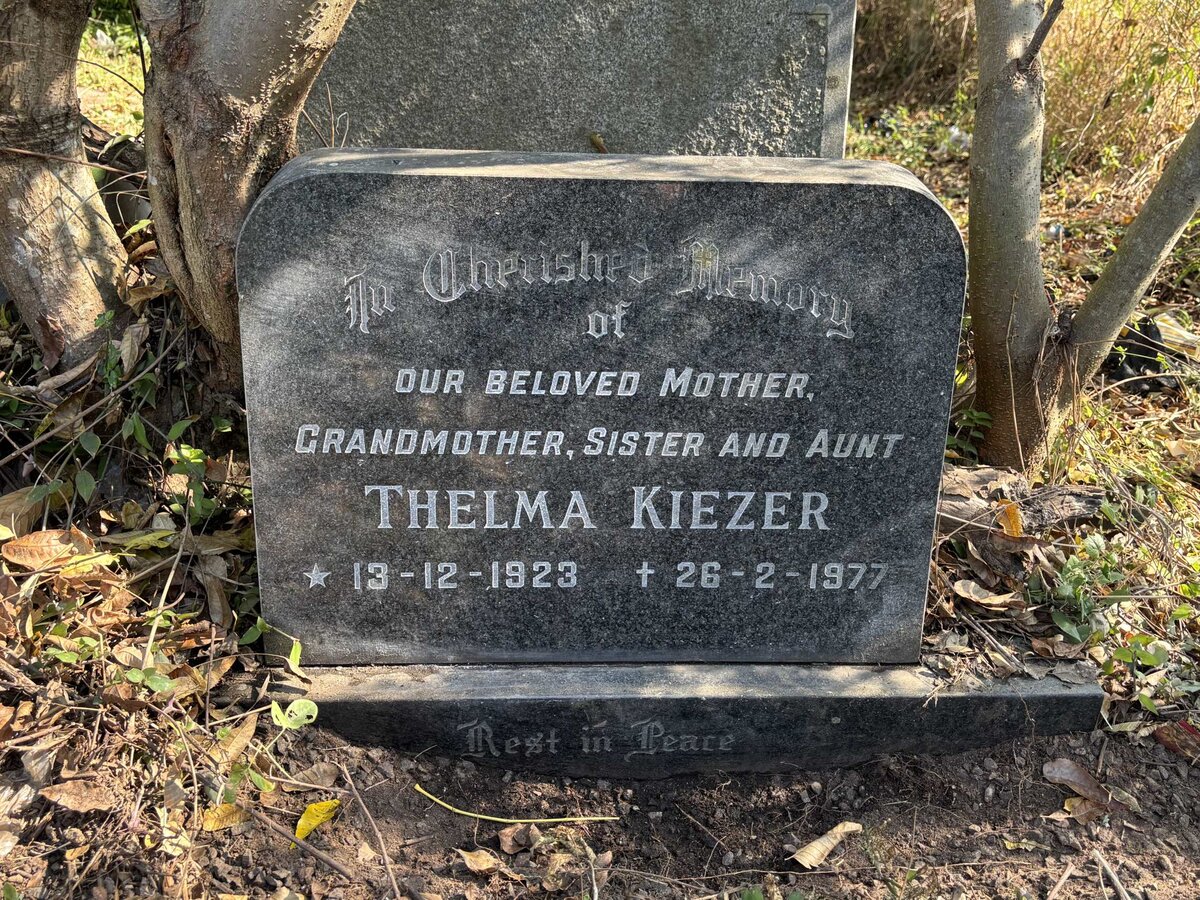 In Cherished Memory
of
OUR BELOVED MOTHER,
GRANDMOTHER, SISTER AND AUNT
THELMA KIEZER
★ 13-12-1923 † 26-2-1977
Rest in Peace